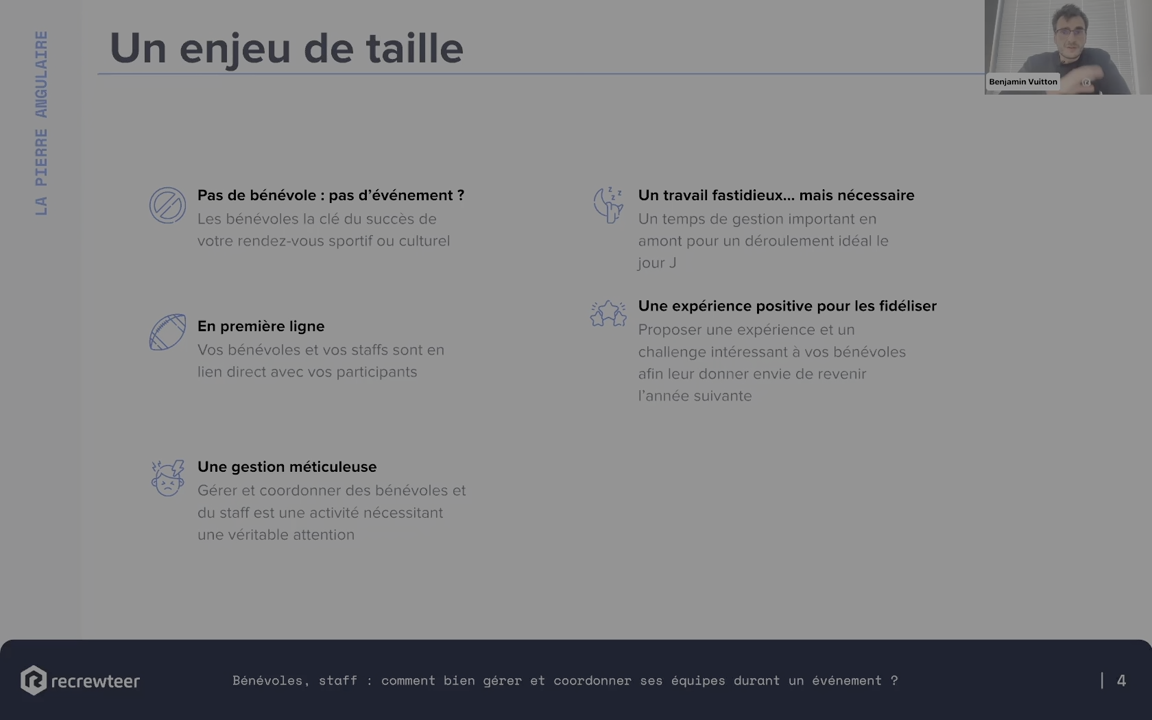 LA PIERRE ANGULAIRE
Un enjeu de taille
Benjamin Vuitton
Pas de bénévole : pas d'événement ?
Les bénévoles la clé du succès de
votre rendez-vous sportif ou culturel
En première ligne
Vos bénévoles et vos staffs sont en
lien direct avec vos participants
Une gestion méticuleuse
Gérer et coordonner des bénévoles et
du staff est une activité nécessitant
une véritable attention
Un travail fastidieux... mais nécessaire
Un temps de gestion important en
amont pour un déroulement idéal le
jour J
Une expérience positive pour les fidéliser
Proposer une expérience et un
challenge intéressant à vos bénévoles
afin leur donner envie de revenir
l'année suivante
recrewteer
Bénévoles, staff : comment bien gérer et coordonner ses équipes durant un événement ?
| 4